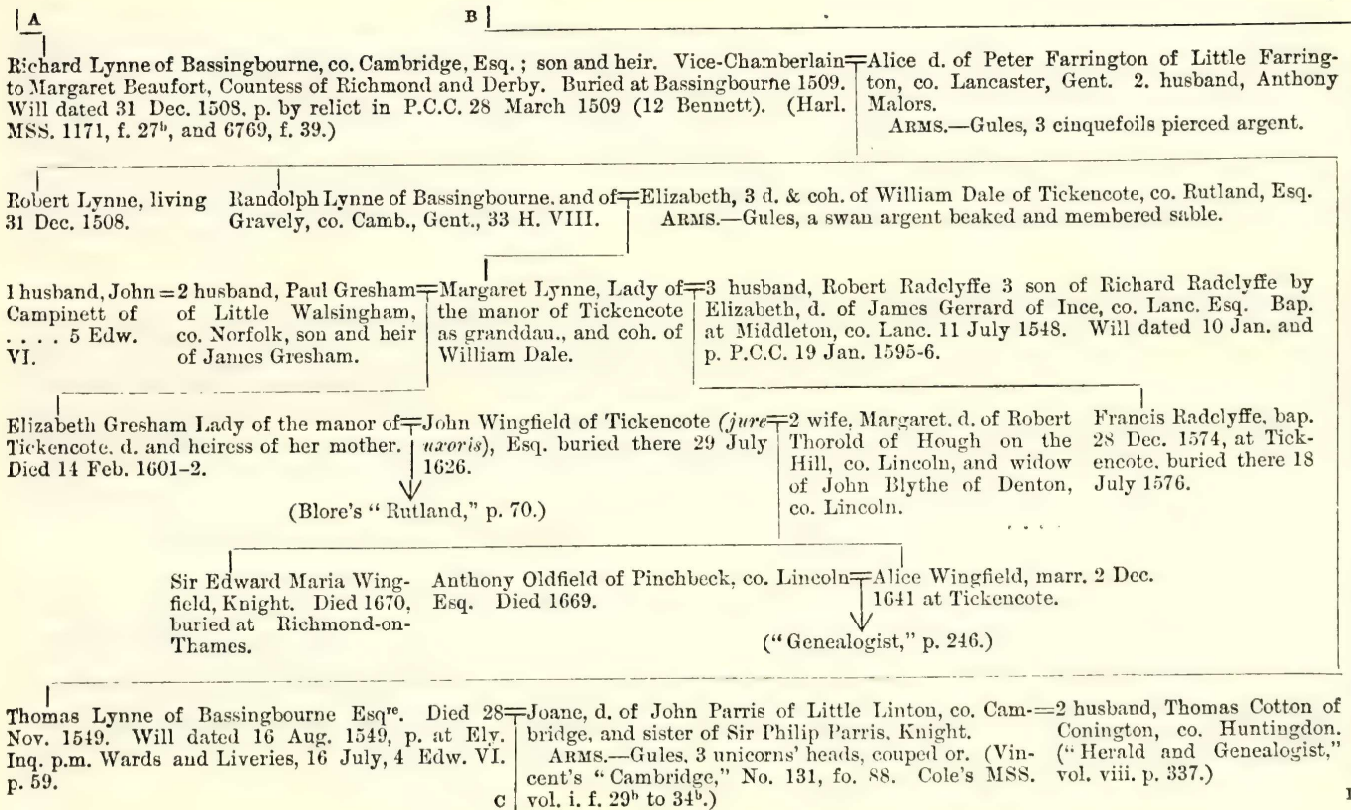 A
B
Richard Lynne of Bassingbourne, co. Cambridge, Esq. ; son and heir. Vice-Chamberlain
to Margaret Beaufort, Countess of Richmond and Derby. Buried at Bassingbourne 1509.
Will dated 31 Dec. 1508, p. by relict in P.C.C. 28 March 1509 (12 Bennett). (Harl.
MSS. 1171, f. 27ᵇ, and 6769, f. 39.)
=Alice d. of Peter Farrington of Little Farring-
ton, co. Lancaster, Gent. 2. husband, Anthony
Malors.
ARMS.—Gules, 3 cinquefoils pierced argent.
Robert Lynne, living
31 Dec. 1508.
Randolph Lynne of Bassingbourne, and of
Gravely, co. Camb., Gent., 33 H. VIII.
=Elizabeth, 3 d. & coh. of William Dale of Tickencote, co. Rutland, Esq.
ARMS.—Gules, a swan argent beaked and membered sable.
1 husband, John
Campinett of
. . . . 5 Edw.
VI.
=2 husband, Paul Gresham
of Little Walsingham,
co. Norfolk, son and heir
of James Gresham.
=Margaret Lynne, Lady of
the manor of Tickencote
as granddau., and coh. of
William Dale.
=3 husband, Robert Radclyffe 3 son of Richard Radclyffe by
Elizabeth, d. of James Gerrard of Ince, co. Lanc. Esq. Bap.
at Middleton, co. Lanc. 11 July 1548. Will dated 10 Jan. and
p. P.C.C. 19 Jan. 1595-6.
Elizabeth Gresham Lady of the manor of
Tickencote, d. and heiress of her mother.
Died 14 Feb. 1601-2.
=John Wingfield of Tickencote (jure
uxoris), Esq. buried there 29 July
1626.
(Blore's "Rutland," p. 70.)
=2 wife, Margaret, d. of Robert
Thorold of Hough on the
Hill, co. Lincoln, and widow
of John Blythe of Denton,
co. Lincoln.
Francis Radclyffe, bap.
28 Dec. 1574, at Tick-
encote, buried there 18
July 1576.
Sir Edward Maria Wing-
field, Knight. Died 1670,
buried at Richmond-on-
Thames.
Anthony Oldfield of Pinchbeck, co. Lincoln
Esq. Died 1669.
=Alice Wingfield, marr. 2 Dec.
1641 at Tickencote.
("Genealogist," p. 246.)
Thomas Lynne of Bassingbourne Esqʳᵉ. Died 28
Nov. 1549. Will dated 16 Aug. 1549, p. at Ely.
Inq. p.m. Wards and Liveries, 16 July, 4 Edw. VI.
p. 59.
=Joane, d. of John Parris of Little Linton, co. Cam-
bridge, and sister of Sir Philip Parris, Knight.
ARMS.—Gules, 3 unicorns' heads, couped or. (Vin-
cent's "Cambridge," No. 131, fo. 88. Cole's MSS.
vol. i. f. 29ᵇ to 34ᵇ.)
=2 husband, Thomas Cotton of
Conington, co. Huntingdon.
("Herald and Genealogist,"
vol. viii. p. 337.)
C